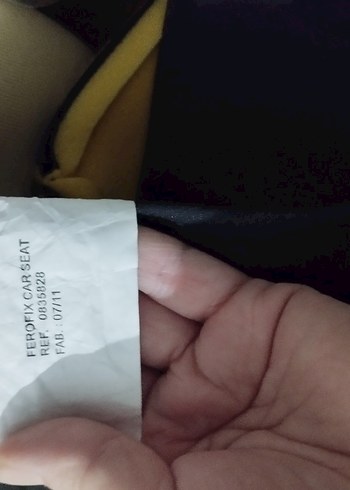 FEROFIX CAR SEAT
REF. 0835828
FAB.: 07/11